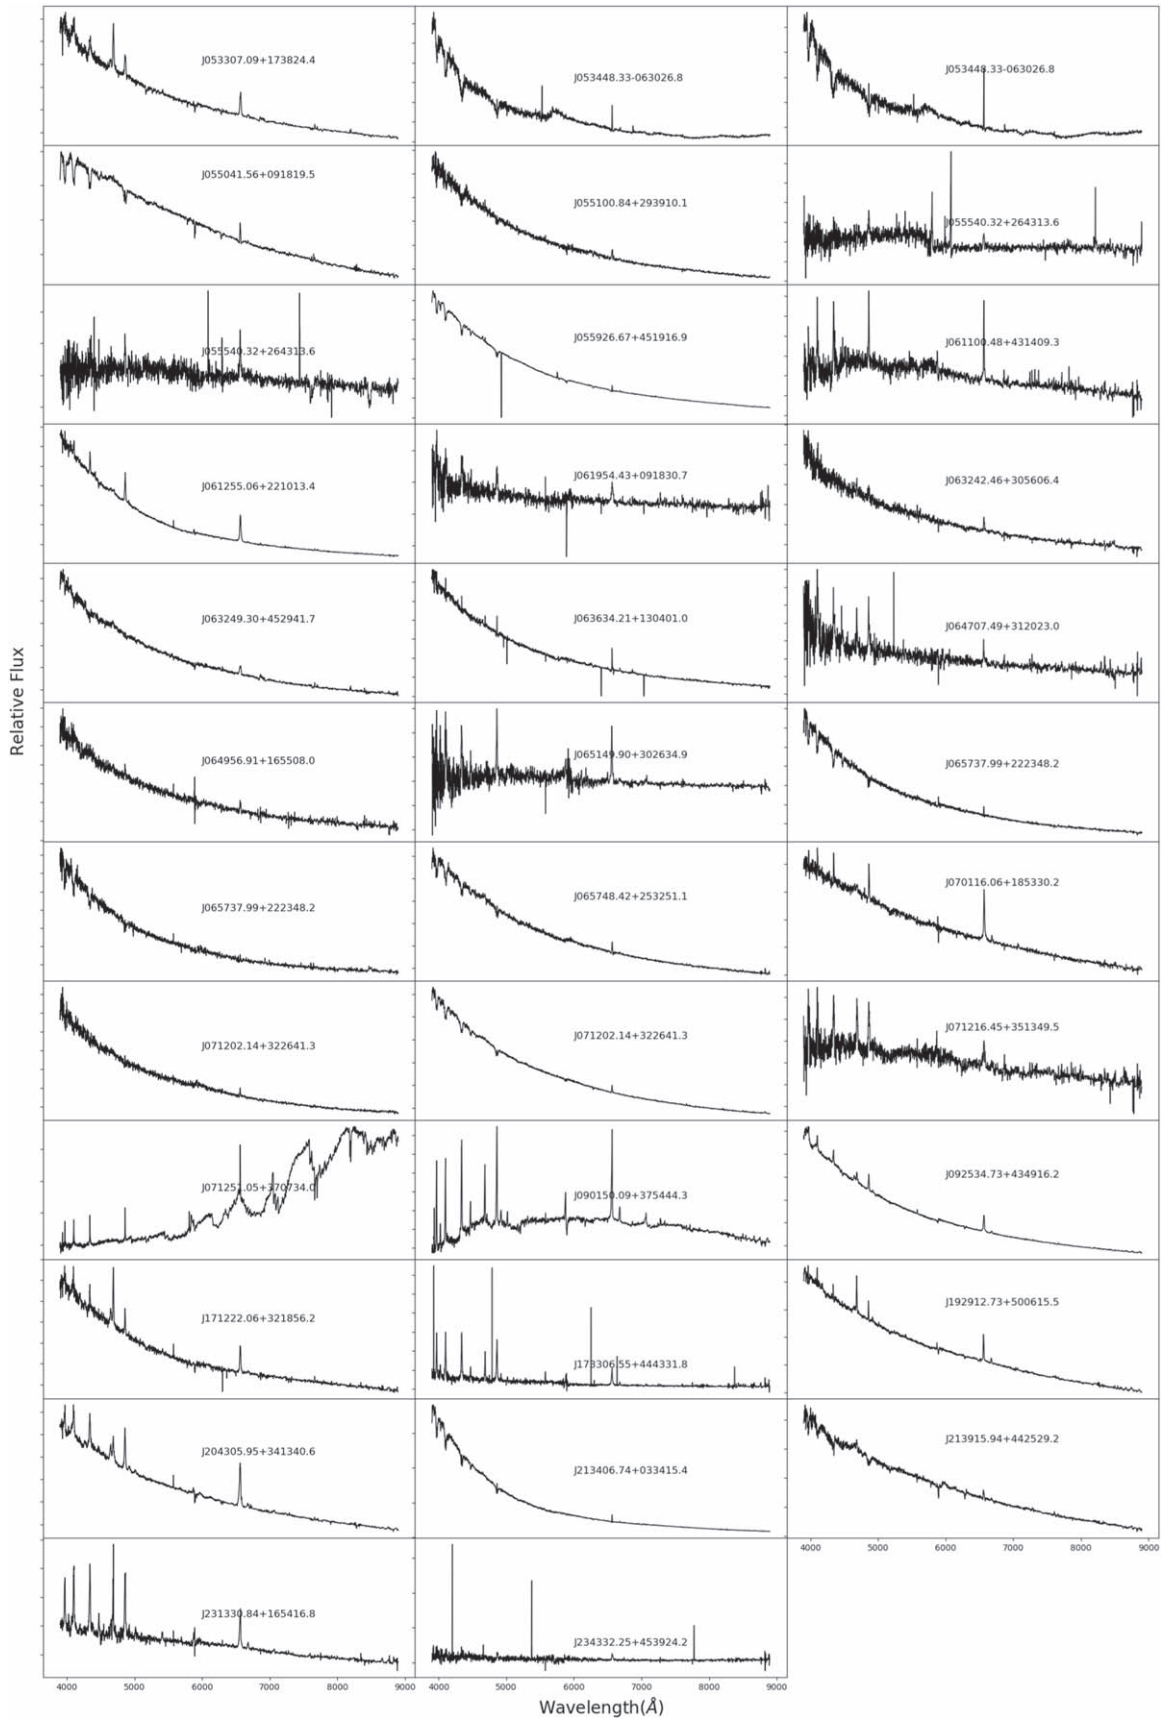 J053307.09+173824.4
J053448.33-063026.8
J053448.33-063026.8
J055041.56+091819.5
J055100.84+293910.1
J055540.32+264313.6
J055540.32+264313.6
J055926.67+451916.9
J061100.48+431409.3
J061255.06+221013.4
J061954.43+091830.7
J063242.46+305606.4
J063249.30+452941.7
J063634.21+130401.0
J064707.49+312023.0
J064956.91+165508.0
J065149.90+302634.9
J065737.99+222348.2
J065737.99+222348.2
J065748.42+253251.1
J070116.06+185330.2
J071202.14+322641.3
J071202.14+322641.3
J071216.45+351349.5
J090150.09+375444.3
J092534.73+434916.2
J171222.06+321856.2
J173306.55+444331.8
J192912.73+500615.5
J204305.95+341340.6
J213406.74+033415.4
J213915.94+442529.2
4000 5000 6000 7000 8000 9000
J231330.84+165416.8
J234332.25+453924.2
4000 5000 6000 7000 8000 9000
4000 5000 6000 7000 8000 9000
Relative Flux
Wavelength(Å)